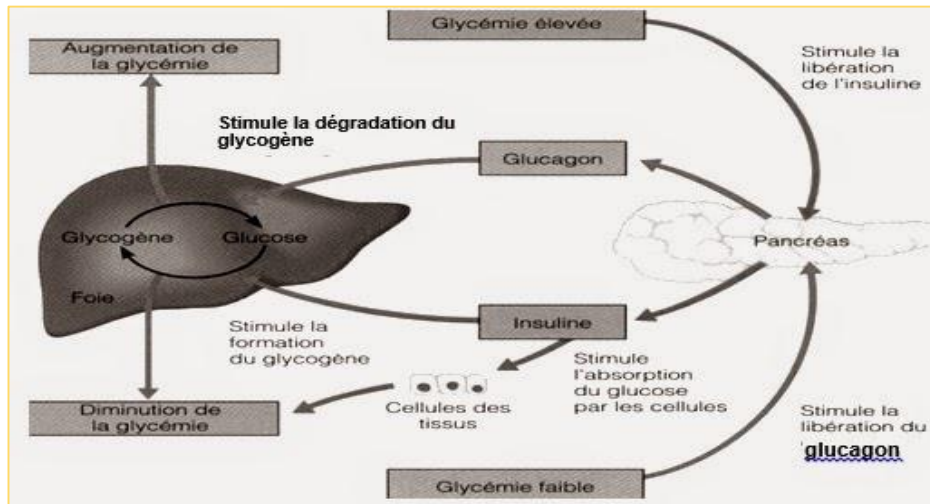 Glycémie élevée
Augmentation de
la glycémie
Stimule la
libération
de l'insuline
Stimule la dégradation du
glycogène
Glucagon
Glycogène
Glucose
Pancréas
Foie
Stimule la
formation
du glycogène
Insuline
Stimule
l'absorption
du glucose
par les cellules
Cellules des
tissus
Diminution de
la glycémie
Stimule la
libération du
glucagon
Glycémie faible